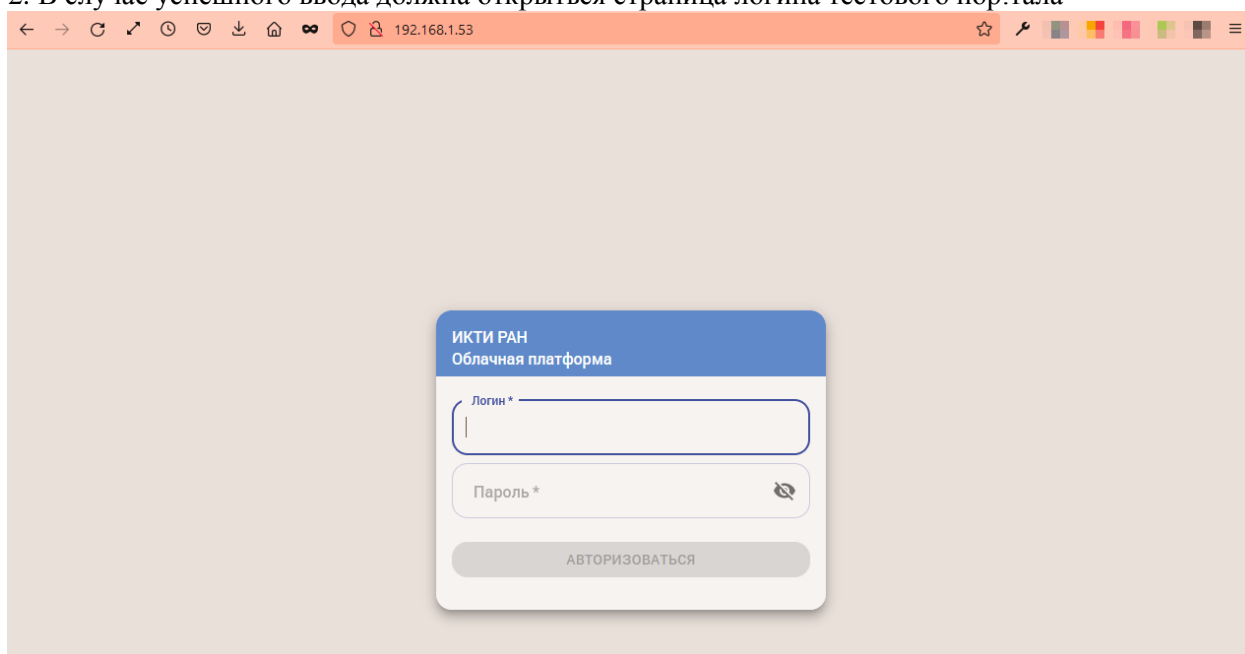 2. В случае успешного ввода должна открыться страница логина тестового портала
192.168.1.53
ИКТИ РАН
Облачная платформа
Логин *
Пароль *
АВТОРИЗОВАТЬСЯ